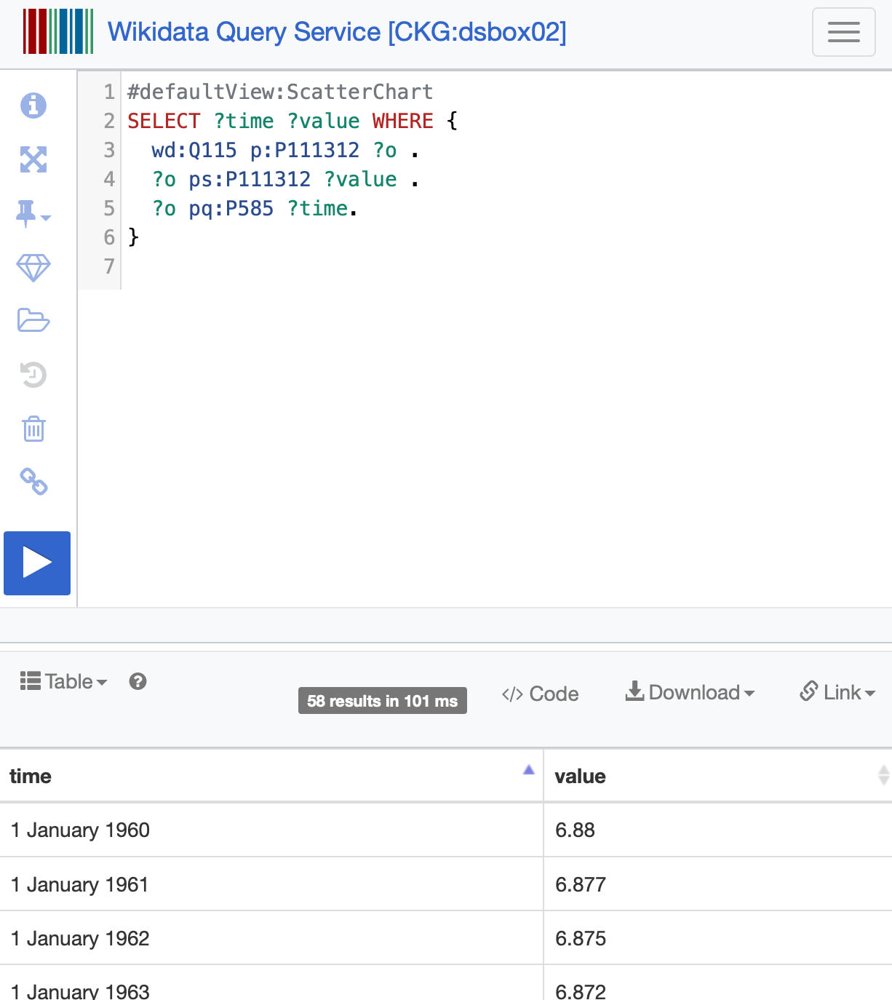 Wikidata Query Service [CKG:dsbox02]
1 #defaultView:ScatterChart
2 SELECT ?time ?value WHERE {
3   wd:Q115 p:P111312 ?o .
4   ?o ps:P111312 ?value .
5   ?o pq:P585 ?time.
6 }
7
Table ? 58 results in 101 ms </> Code Download Link
time value
1 January 1960 6.88
1 January 1961 6.877
1 January 1962 6.875
1 January 1963 6.872